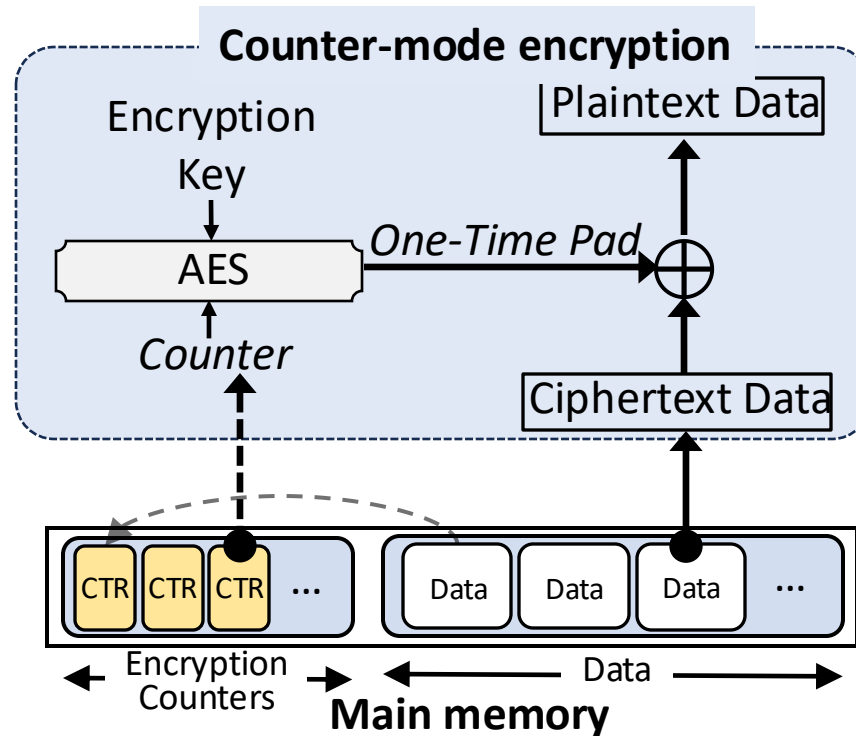 Counter-mode encryption
Encryption
Key
Plaintext Data
AES
One-Time Pad
Counter
Ciphertext Data
CTR
CTR
CTR
...
Data
Data
Data
...
Encryption
Counters
Data
Main memory